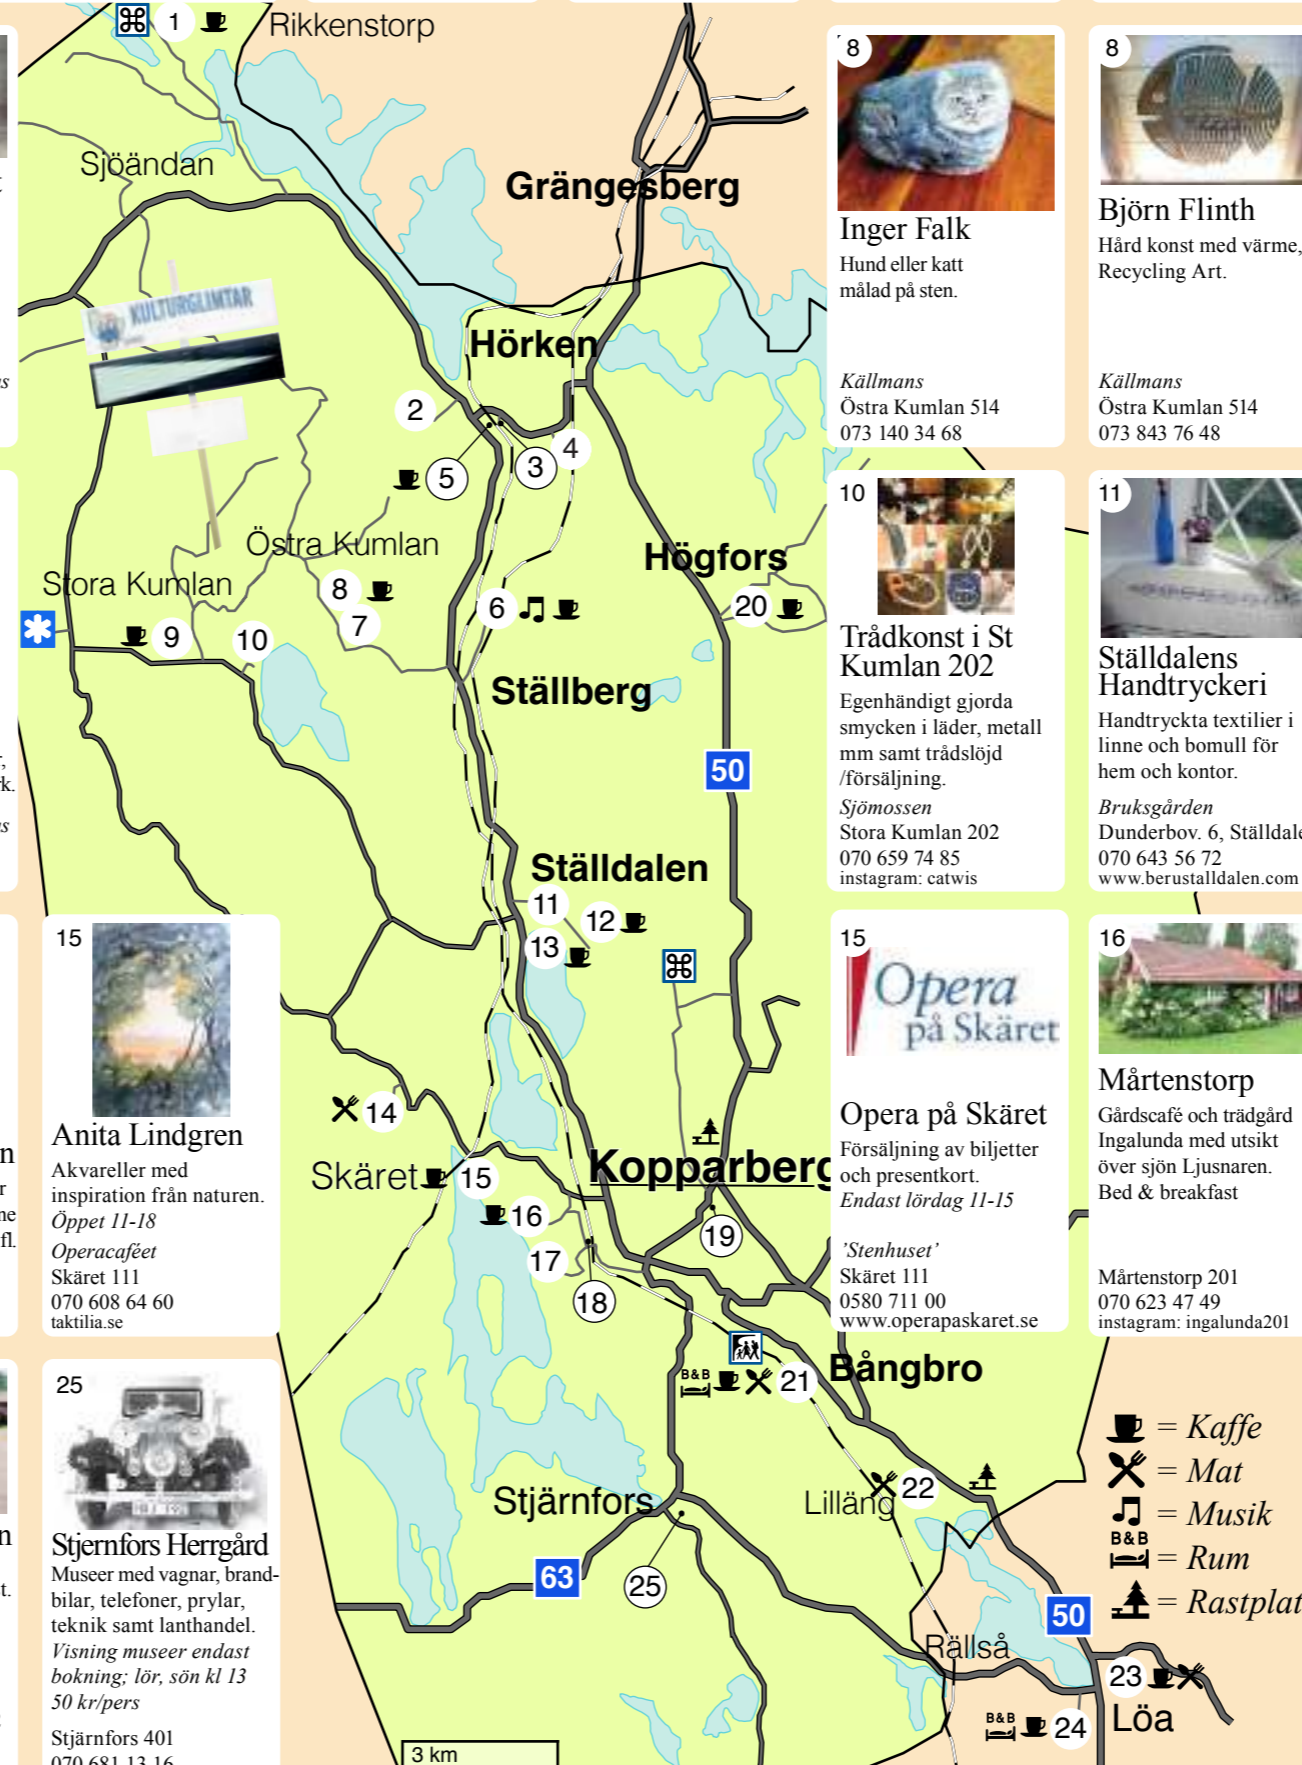 1
Rikkenstorp
Sjöändan
Grängesberg
KULTURGLIMTAR
Hörken
2
3
4
5
Östra Kumlan
Stora Kumlan
8
7
6
Högfors
20
9
10
Ställberg
50
Ställdalen
11
12
13
14
Skäret
15
Kopparberg
16
17
18
19
Bångbro
B&B
21
Stjärnfors
Lilläng
22
63
25
50
Rällså
23
Löa
B&B
24
3 km
8
Inger Falk
Hund eller katt
målad på sten.
Källmans
Östra Kumlan 514
073 140 34 68
8
Björn Flinth
Hård konst med värme,
Recycling Art.
Källmans
Östra Kumlan 514
073 843 76 48
10
Trådkonst i St
Kumlan 202
Egenhändigt gjorda
smycken i läder, metall
mm samt trådslöjd
/försäljning.
Sjömossen
Stora Kumlan 202
070 659 74 85
instagram: catwis
11
Ställdalens
Handtryckeri
Handtryckta textilier i
linne och bomull för
hem och kontor.
Bruksgården
Dunderbov. 6, Ställdale
070 643 56 72
www.berustalldalen.com
15
Anita Lindgren
Akvareller med
inspiration från naturen.
Öppet 11-18
Operacaféet
Skäret 111
070 608 64 60
taktilia.se
15
Opera
på Skäret
Opera på Skäret
Försäljning av biljetter
och presentkort.
Endast lördag 11-15
'Stenhuset'
Skäret 111
0580 711 00
www.operapaskaret.se
16
Mårtenstorp
Gårdscafé och trädgård
Ingalunda med utsikt
över sjön Ljusnaren.
Bed & breakfast
Mårtenstorp 201
070 623 47 49
instagram: ingalunda201
25
Stjernfors Herrgård
Museer med vagnar, brand-
bilar, telefoner, prylar,
teknik samt lanthandel.
Visning museer endast
bokning; lör, sön kl 13
50 kr/pers
Stjärnfors 401
070 681 13 16
= Kaffe
= Mat
= Musik
B&B = Rum
= Rastplat